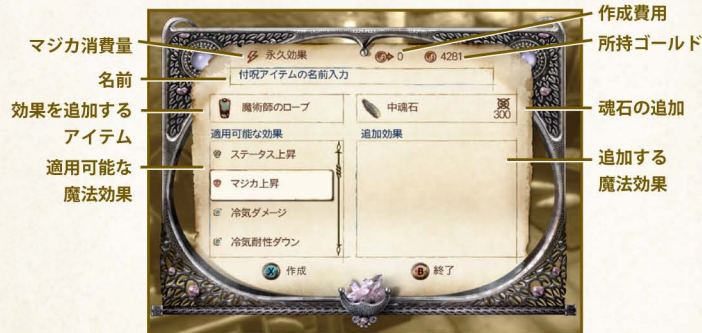 作成費用
マジカ消費量
永久効果
0
4281
所持ゴールド
名前
付呪アイテムの名前入力
効果を追加する
アイテム
魔術師のローブ
中魂石
300
魂石の追加
適用可能な効果
追加効果
適用可能な
魔法効果
ステータス上昇
マジカ上昇
冷気ダメージ
冷気耐性ダウン
追加する
魔法効果
X 作成
B 終了